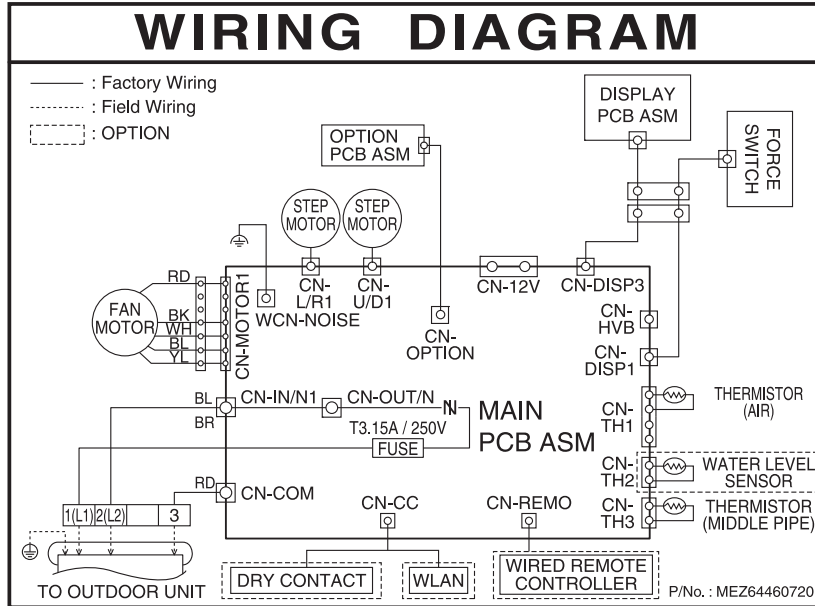 WIRING DIAGRAM
: Factory Wiring
: Field Wiring
: OPTION
OPTION
PCB ASM
DISPLAY
PCB ASM
FORCE
SWITCH
STEP
MOTOR
STEP
MOTOR
CN-
L/R1
CN-
U/D1
CN-12V
CN-DISP3
WCN-NOISE
CN-
OPTION
CN-
HVB
CN-
DISP1
RD
BK
WH
BL
YL
FAN
MOTOR
CN-MOTOR1
BL
BR
CN-IN/N1
CN-OUT/N
T3.15A / 250V
FUSE
MAIN
PCB ASM
CN-
TH1
THERMISTOR
(AIR)
CN-
TH2
WATER LEVEL
SENSOR
CN-
TH3
THERMISTOR
(MIDDLE PIPE)
RD
CN-COM
CN-CC
CN-REMO
1(L1) 2(L2) 3
TO OUTDOOR UNIT
DRY CONTACT
WLAN
WIRED REMOTE
CONTROLLER
P/No. : MEZ64460720